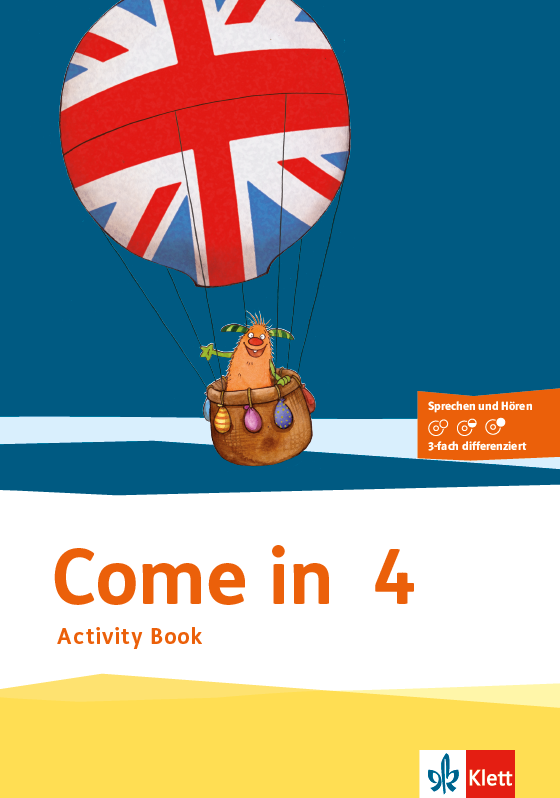 Sprechen und Hören
3-fach differenziert
Come in 4
Activity Book
Klett